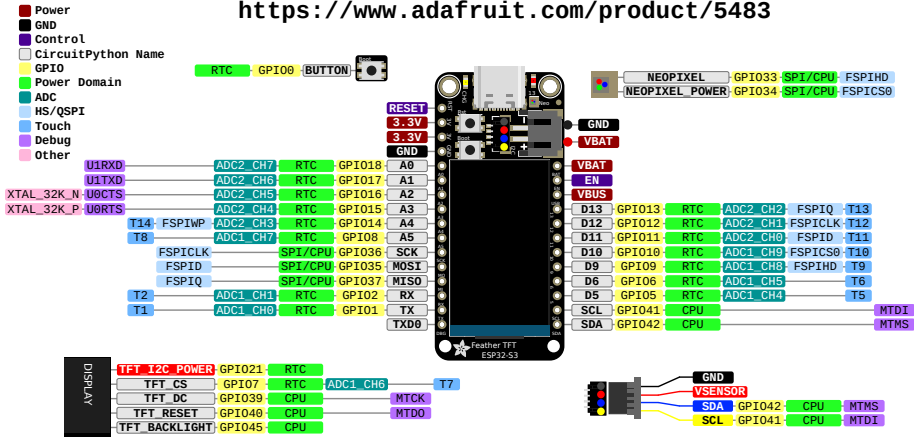 https://www.adafruit.com/product/5483
Power
GND
Control
CircuitPython Name
GPIO
Power Domain
ADC
HS/QSPI
Touch
Debug
Other
RTC GPIO0 BUTTON Boot
NEOPIXEL GPIO33 SPI/CPU FSPIHD
NEOPIXEL_POWER GPIO34 SPI/CPU FSPICS0
RESET
3.3V
3.3V
GND
U1RXD ADC2_CH7 RTC GPIO18 A0
U1TXD ADC2_CH6 RTC GPIO17 A1
XTAL_32K_N U0CTS ADC2_CH5 RTC GPIO16 A2
XTAL_32K_P U0RTS ADC2_CH4 RTC GPIO15 A3
T14 FSPIWP ADC2_CH3 RTC GPIO14 A4
T8 ADC1_CH7 RTC GPIO8 A5
FSPICLK SPI/CPU GPIO36 SCK
FSPID SPI/CPU GPIO35 MOSI
FSPIQ SPI/CPU GPIO37 MISO
T2 ADC1_CH1 RTC GPIO2 RX
T1 ADC1_CH0 RTC GPIO1 TX
TXD0
GND
VBAT
VBAT
EN
VBUS
D13 GPIO13 RTC ADC2_CH2 FSPIQ T13
D12 GPIO12 RTC ADC2_CH1 FSPICLK T12
D11 GPIO11 RTC ADC2_CH0 FSPID T11
D10 GPIO10 RTC ADC1_CH9 FSPICS0 T10
D9 GPIO9 RTC ADC1_CH8 FSPIHD T9
D6 GPIO6 RTC ADC1_CH5 T6
D5 GPIO5 RTC ADC1_CH4 T5
SCL GPIO41 CPU MTDI
SDA GPIO42 CPU MTMS
Feather TFT
ESP32-S3
DISPLAY
TFT_I2C_POWER GPIO21 RTC
TFT_CS GPIO7 RTC ADC1_CH6 T7
TFT_DC GPIO39 CPU MTCK
TFT_RESET GPIO40 CPU MTDO
TFT_BACKLIGHT GPIO45 CPU
GND
VSENSOR
SDA GPIO42 CPU MTMS
SCL GPIO41 CPU MTDI